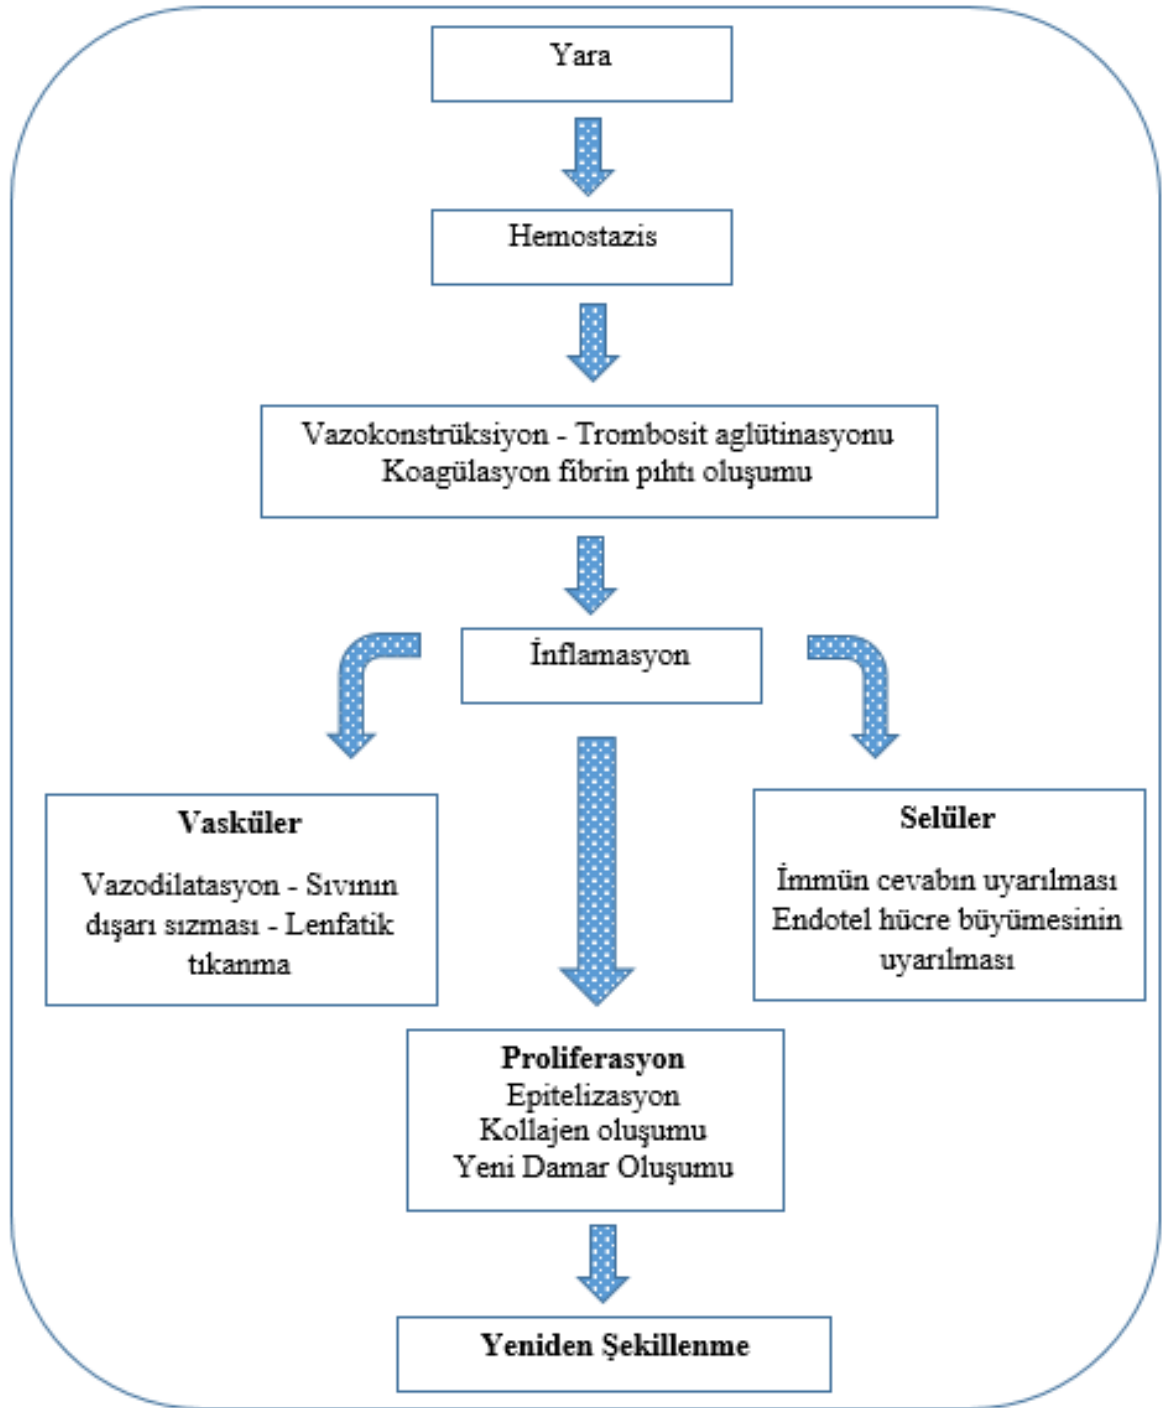 Yara
Hemostazis
Vazokonstrüksiyon - Trombosit aglütinasyonu
Koagülasyon fibrin pıhtı oluşumu
İnflamasyon
Vasküler
Vazodilatasyon - Sıvının
dışarı sızması - Lenfatik
tıkanma
Selüler
İmmün cevabın uyarılması
Endotel hücre büyümesinin
uyarılması
Proliferasyon
Epitelizasyon
Kollajen oluşumu
Yeni Damar Oluşumu
Yeniden Şekillenme